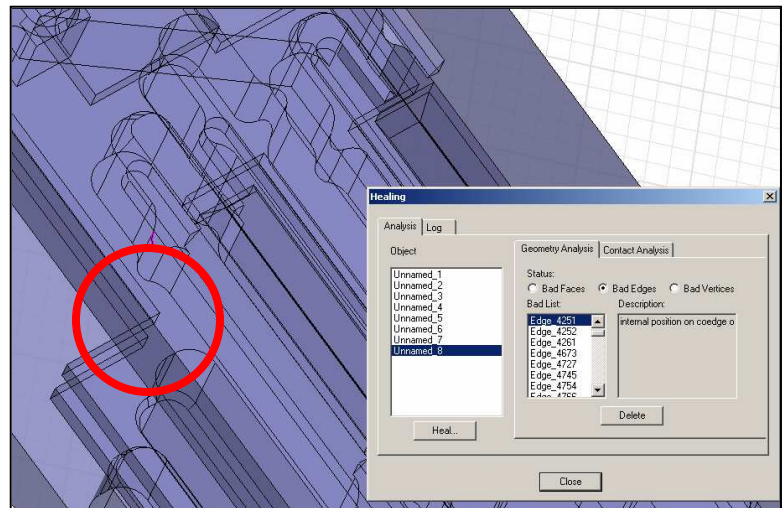 Healing
Analysis
Log
Object
Unnamed_1
Unnamed_2
Unnamed_3
Unnamed_4
Unnamed_5
Unnamed_6
Unnamed_7
Unnamed_8
Heal...
Geometry Analysis
Contact Analysis
Status:
Bad Faces
Bad Edges
Bad Vertices
Bad List:
Description:
Edge_4251
Edge_4252
Edge_4261
Edge_4673
Edge_4727
Edge_4745
Edge_4754
Edge_4766
internal position on coedge o
Delete
Close